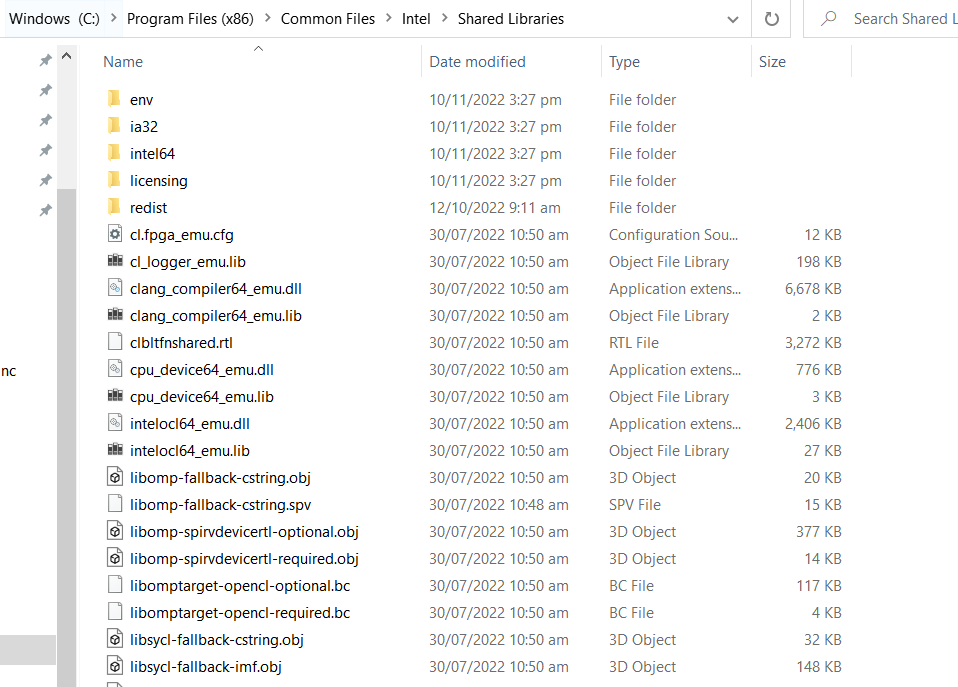 Windows (C:) > Program Files (x86) > Common Files > Intel > Shared Libraries Search Shared L
Name Date modified Type Size
env 10/11/2022 3:27 pm File folder
ia32 10/11/2022 3:27 pm File folder
intel64 10/11/2022 3:27 pm File folder
licensing 10/11/2022 3:27 pm File folder
redist 12/10/2022 9:11 am File folder
cl.fpga_emu.cfg 30/07/2022 10:50 am Configuration Sou... 12 KB
cl_logger_emu.lib 30/07/2022 10:50 am Object File Library 198 KB
clang_compiler64_emu.dll 30/07/2022 10:50 am Application extens... 6,678 KB
clang_compiler64_emu.lib 30/07/2022 10:50 am Object File Library 2 KB
clbltfnshared.rtl 30/07/2022 10:50 am RTL File 3,272 KB
nc cpu_device64_emu.dll 30/07/2022 10:50 am Application extens... 776 KB
cpu_device64_emu.lib 30/07/2022 10:50 am Object File Library 3 KB
intelocl64_emu.dll 30/07/2022 10:50 am Application extens... 2,406 KB
intelocl64_emu.lib 30/07/2022 10:50 am Object File Library 27 KB
libomp-fallback-cstring.obj 30/07/2022 10:50 am 3D Object 20 KB
libomp-fallback-cstring.spv 30/07/2022 10:48 am SPV File 15 KB
libomp-spirvdevicertl-optional.obj 30/07/2022 10:50 am 3D Object 377 KB
libomp-spirvdevicertl-required.obj 30/07/2022 10:50 am 3D Object 14 KB
libomptarget-opencl-optional.bc 30/07/2022 10:50 am BC File 117 KB
libomptarget-opencl-required.bc 30/07/2022 10:50 am BC File 4 KB
libsycl-fallback-cstring.obj 30/07/2022 10:50 am 3D Object 32 KB
libsycl-fallback-imf.obj 30/07/2022 10:50 am 3D Object 148 KB